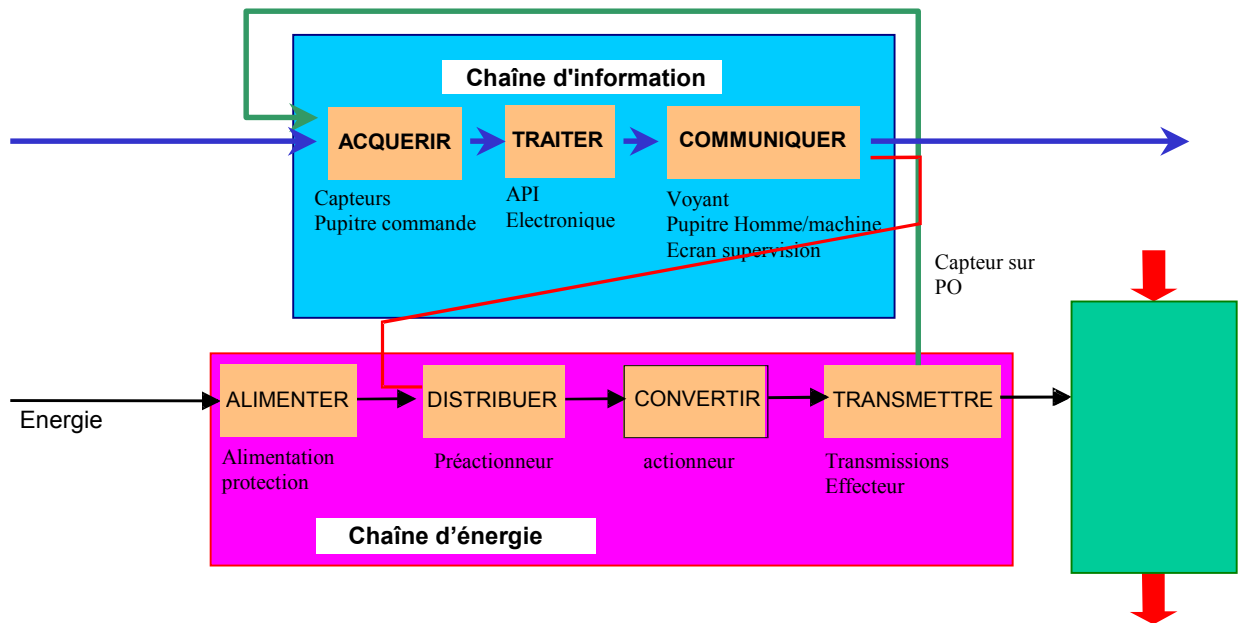 Chaîne d'information
ACQUERIR
TRAITER
COMMUNIQUER
Capteurs
Pupitre commande
API
Electronique
Voyant
Pupitre Homme/machine
Ecran supervision
Capteur sur
PO
Energie
ALIMENTER
DISTRIBUER
CONVERTIR
TRANSMETTRE
Alimentation
protection
Préactionneur
actionneur
Transmissions
Effecteur
Chaîne d’énergie